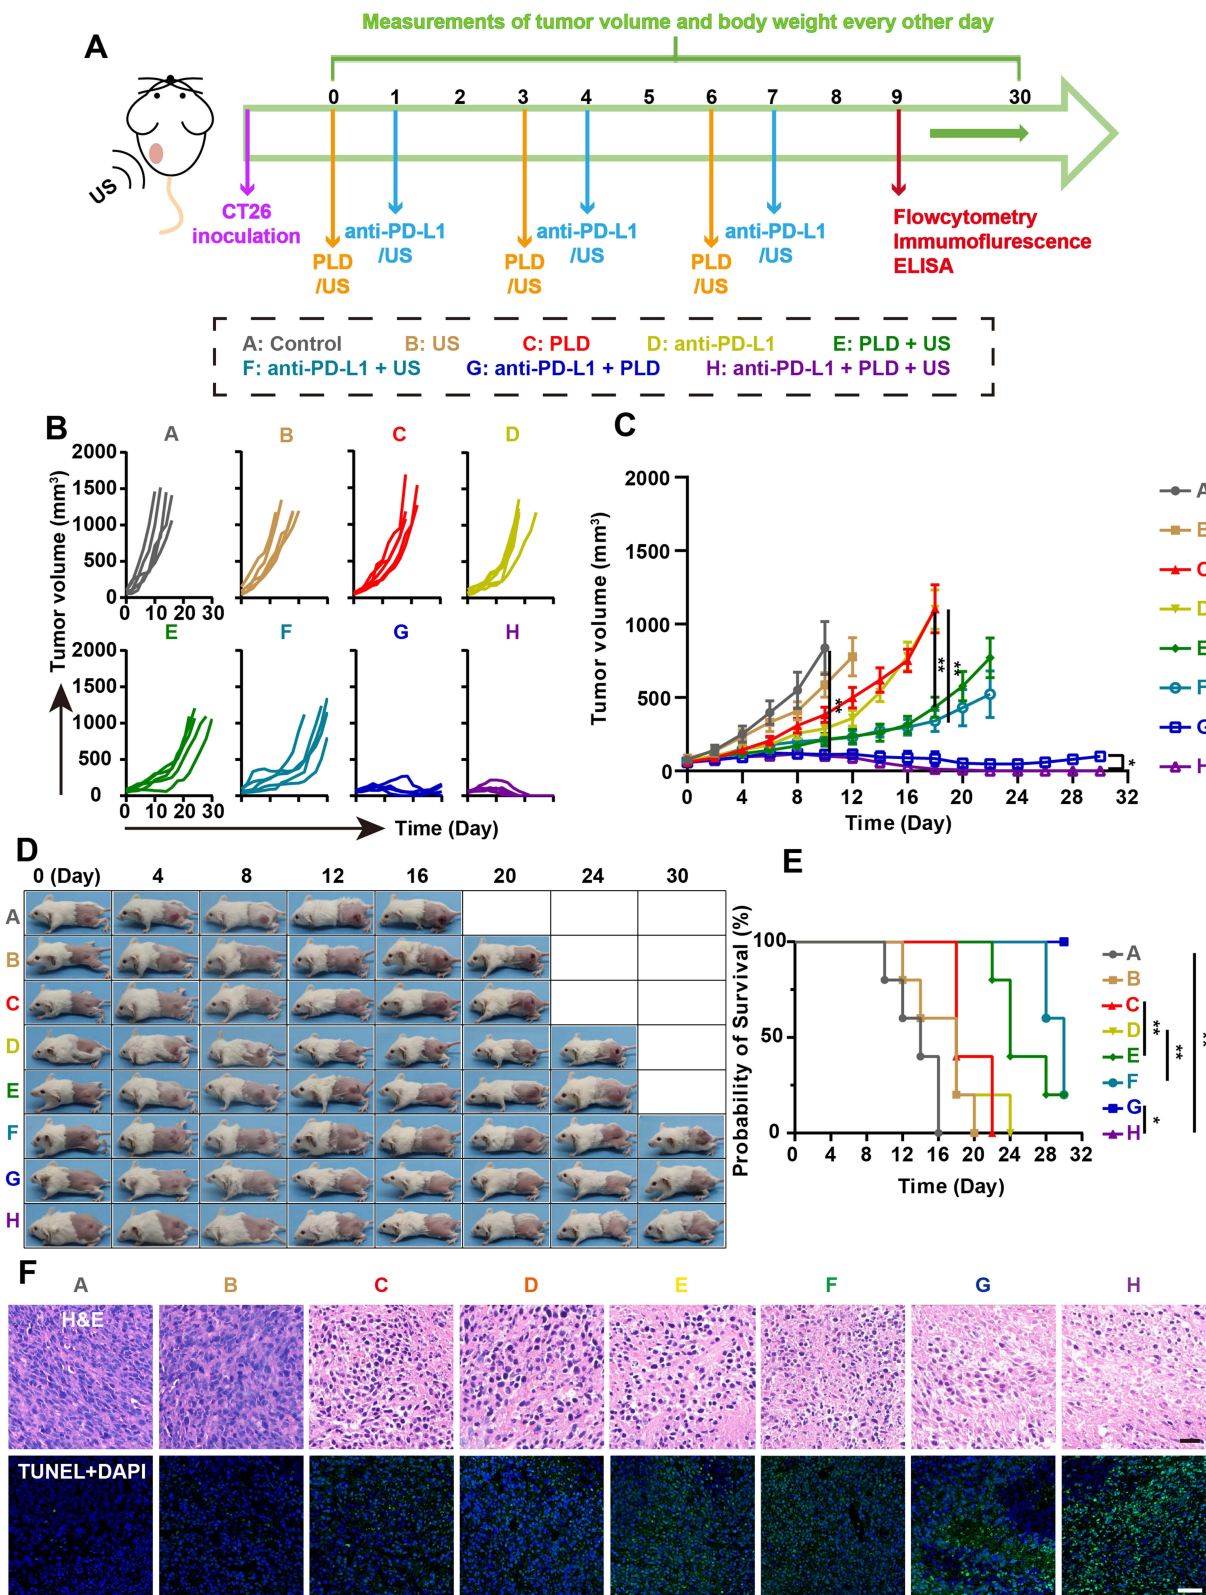 Measurements of tumor volume and body weight every other day
A
0 1 2 3 4 5 6 7 8 9 30
US
CT26
inoculation
PLD
/US
anti-PD-L1
/US
PLD
/US
anti-PD-L1
/US
PLD
/US
anti-PD-L1
/US
Flowcytometry
Immumoflurescence
ELISA
A: Control B: US C: PLD D: anti-PD-L1 E: PLD + US
F: anti-PD-L1 + US G: anti-PD-L1 + PLD H: anti-PD-L1 + PLD + US
B
A B C D
2000
1500
1000
500
0
0 10 20 30
E F G H
2000
1500
1000
500
0
0 10 20 30
Tumor volume (mm³)
Time (Day)
C
Tumor volume (mm³)
2000
1500
1000
500
0
0 4 8 12 16 20 24 28 32
Time (Day)
**
**
**
*
A
C
D
F
G
H
D
0 (Day) 4 8 12 16 20 24 30
A
B
C
D
E
F
G
H
E
Probability of Survival (%)
100
50
0
0 4 8 12 16 20 24 28 32
Time (Day)
A
B
C
D
E
F
G
H
**
**
*
F
A B C D E F G H
H&E
TUNEL+DAPI